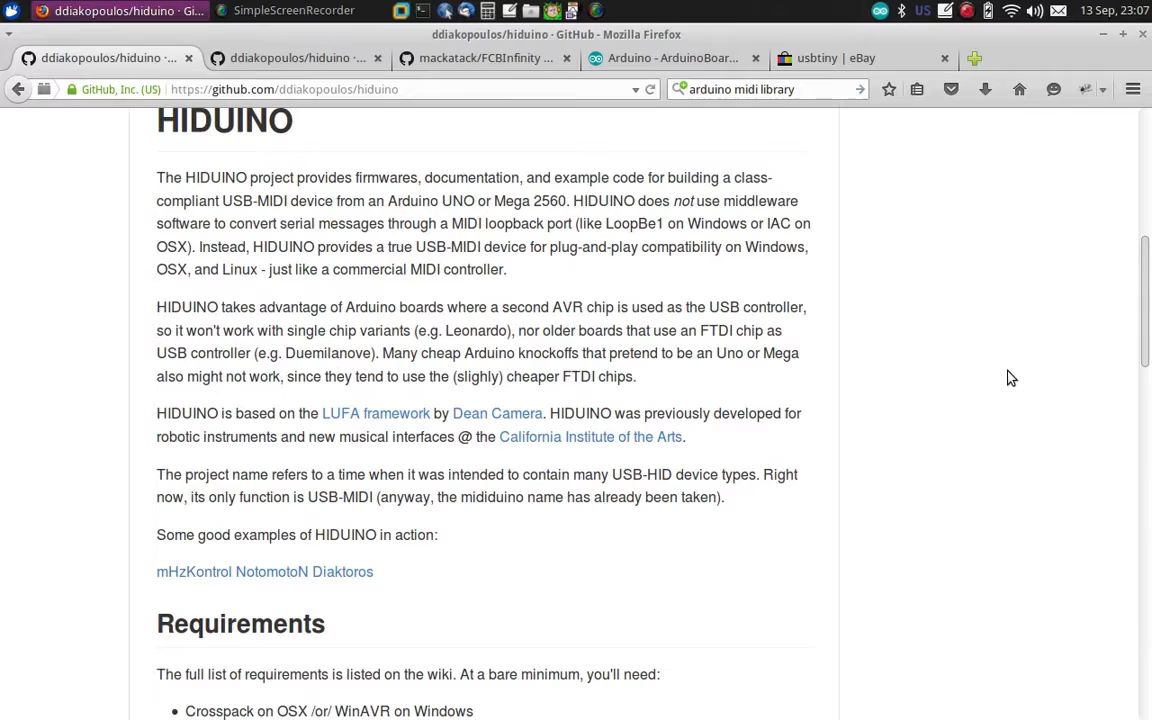 ddiakopoulos/hiduino · Gi...
SimpleScreenRecorder
US
13 Sep, 23:07
ddiakopoulos/hiduino · GitHub - Mozilla Firefox
ddiakopoulos/hiduino ·...
ddiakopoulos/hiduino ·...
mackatack/FCBInfinity ...
Arduino - ArduinoBoar...
usbtiny | eBay
GitHub, Inc. (US)
https://github.com/ddiakopoulos/hiduino
arduino midi library
HIDUINO
The HIDUINO project provides firmwares, documentation, and example code for building a class-
compliant USB-MIDI device from an Arduino UNO or Mega 2560. HIDUINO does not use middleware
software to convert serial messages through a MIDI loopback port (like LoopBe1 on Windows or IAC on
OSX). Instead, HIDUINO provides a true USB-MIDI device for plug-and-play compatibility on Windows,
OSX, and Linux - just like a commercial MIDI controller.
HIDUINO takes advantage of Arduino boards where a second AVR chip is used as the USB controller,
so it won't work with single chip variants (e.g. Leonardo), nor older boards that use an FTDI chip as
USB controller (e.g. Duemilanove). Many cheap Arduino knockoffs that pretend to be an Uno or Mega
also might not work, since they tend to use the (slighly) cheaper FTDI chips.
HIDUINO is based on the LUFA framework by Dean Camera. HIDUINO was previously developed for
robotic instruments and new musical interfaces @ the California Institute of the Arts.
The project name refers to a time when it was intended to contain many USB-HID device types. Right
now, its only function is USB-MIDI (anyway, the mididuino name has already been taken).
Some good examples of HIDUINO in action:
mHzKontrol NotomotoN Diaktoros
Requirements
The full list of requirements is listed on the wiki. At a bare minimum, you'll need:
• Crosspack on OSX /or/ WinAVR on Windows